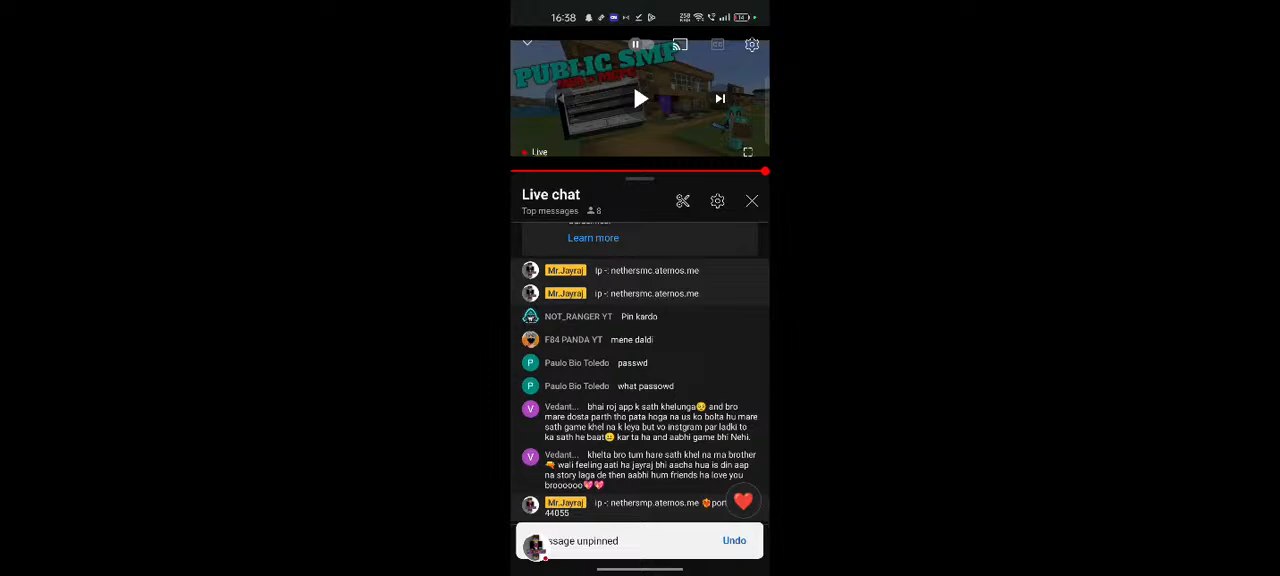 16:38
PUBLIC SMP
Live
Live chat
Top messages 8
Learn more
Mr.Jayraj Ip -: nethersmc.aternos.me
Mr.Jayraj ip -: nethersmc.aternos.me
NOT_RANGER YT Pin kardo
F84 PANDA YT mene daldi
Paulo Bio Toledo passwd
Paulo Bio Toledo what passowd
Vedant... bhai roj app k sath khelunga🥺 and bro
mare dosta parth tho pata hoga na us ko bolta hu mare
sath game khel na k leya but vo instgram par ladki to
ka sath he baat😐 kar ta ha and aabhi game bhi Nehi.
Vedant... khelta bro tum hare sath khel na ma brother
🔫 wali feeling aati ha jayraj bhi aacha hua is din aap
na story laga de then aabhi hum friends ha love you
broooooo💖💖
Mr.Jayraj ip -: nethersmp.aternos.me ❤️‍🔥port
44055
ssage unpinned Undo